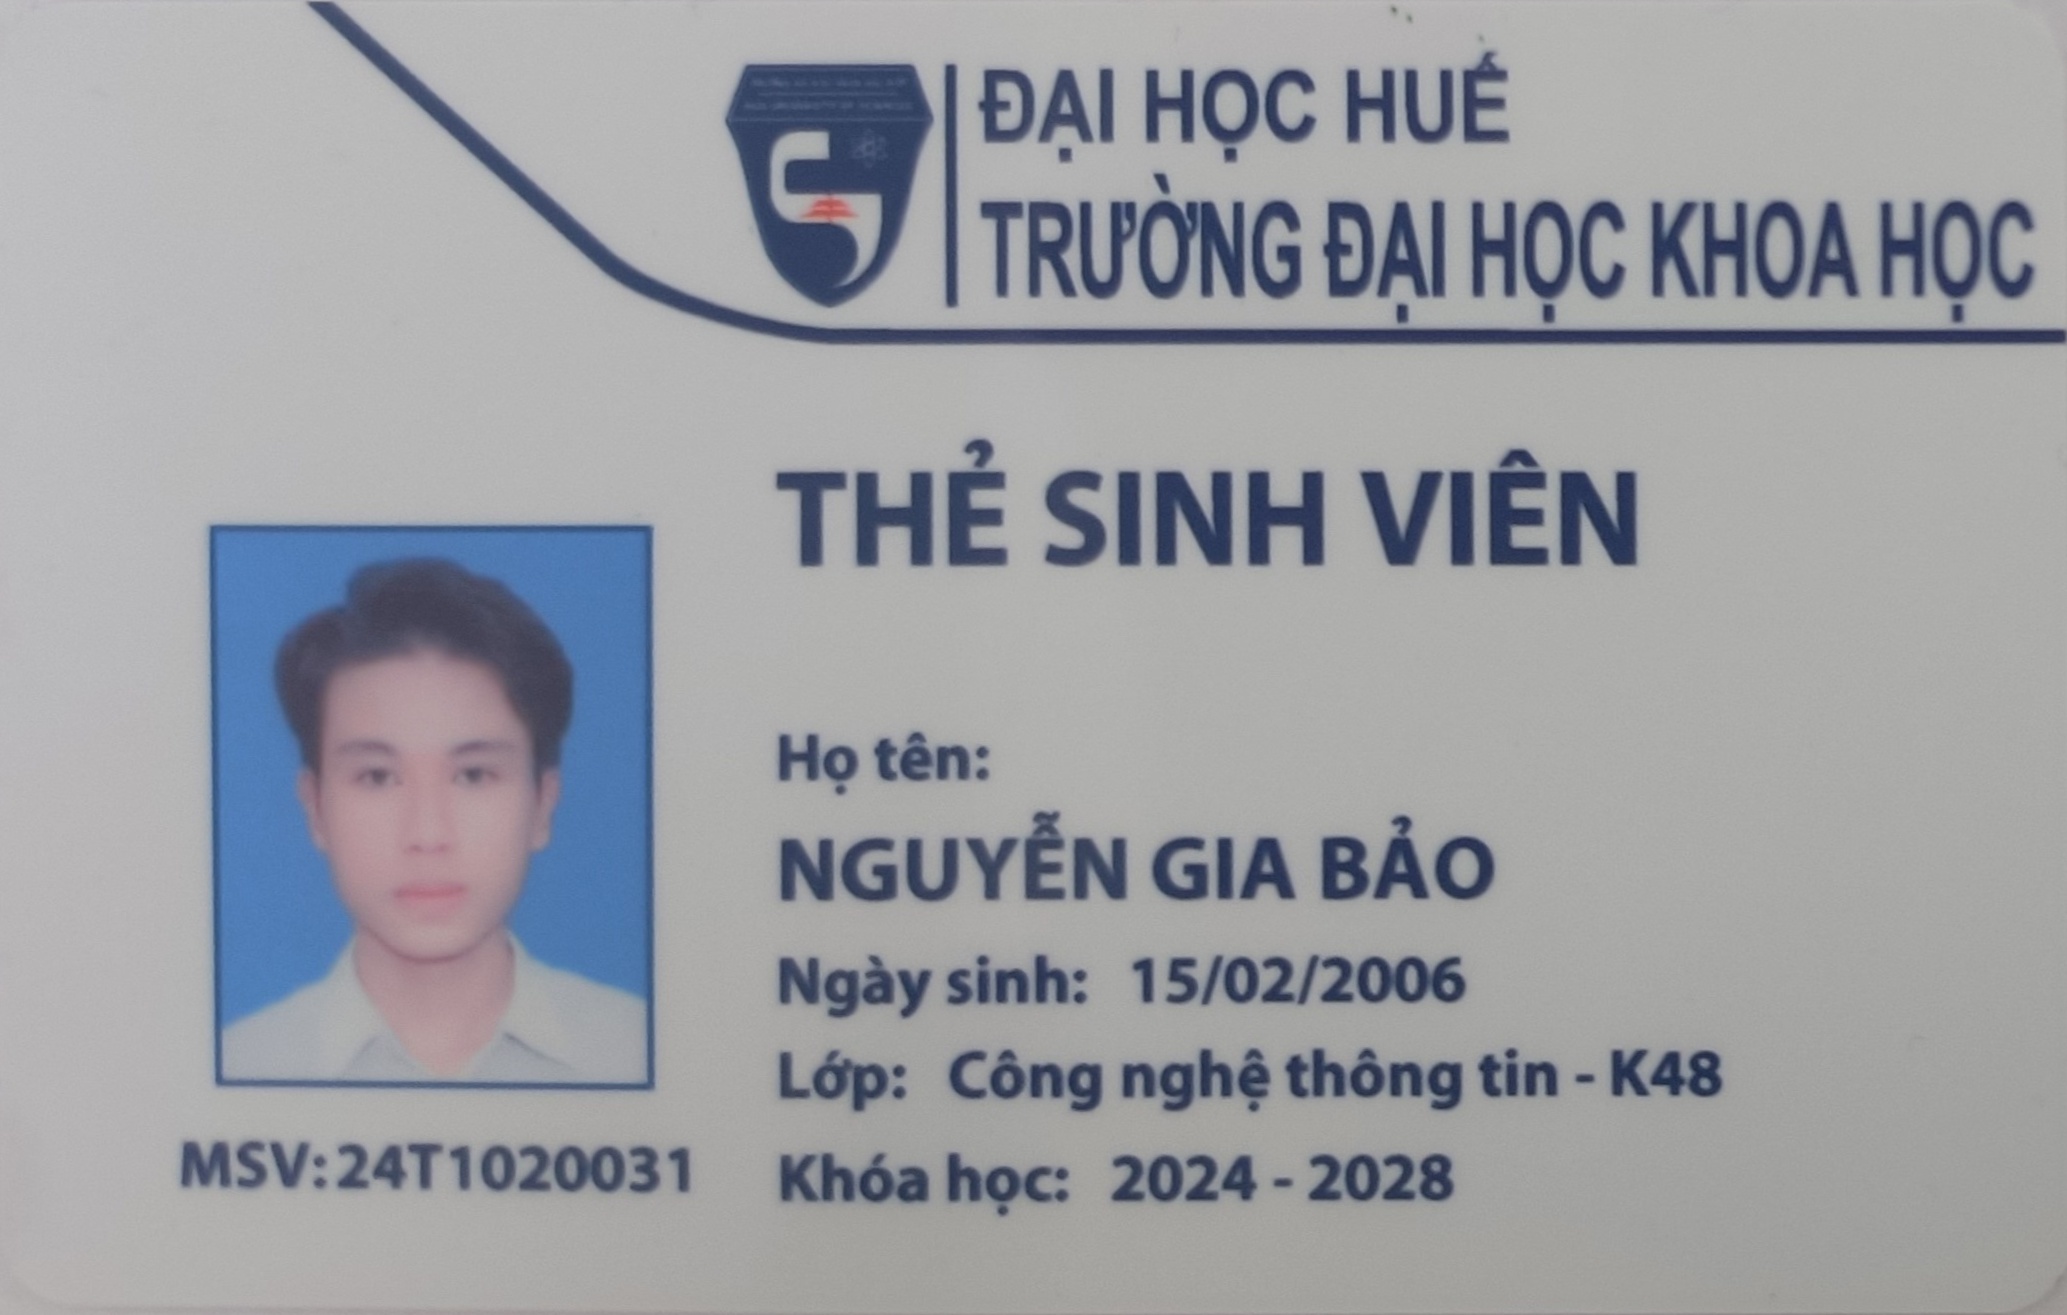 ĐẠI HỌC HUẾ
TRƯỜNG ĐẠI HỌC KHOA HỌC
THẺ SINH VIÊN
Họ tên:
NGUYỄN GIA BẢO
Ngày sinh: 15/02/2006
Lớp: Công nghệ thông tin - K48
Khóa học: 2024 - 2028
MSV: 24T1020031